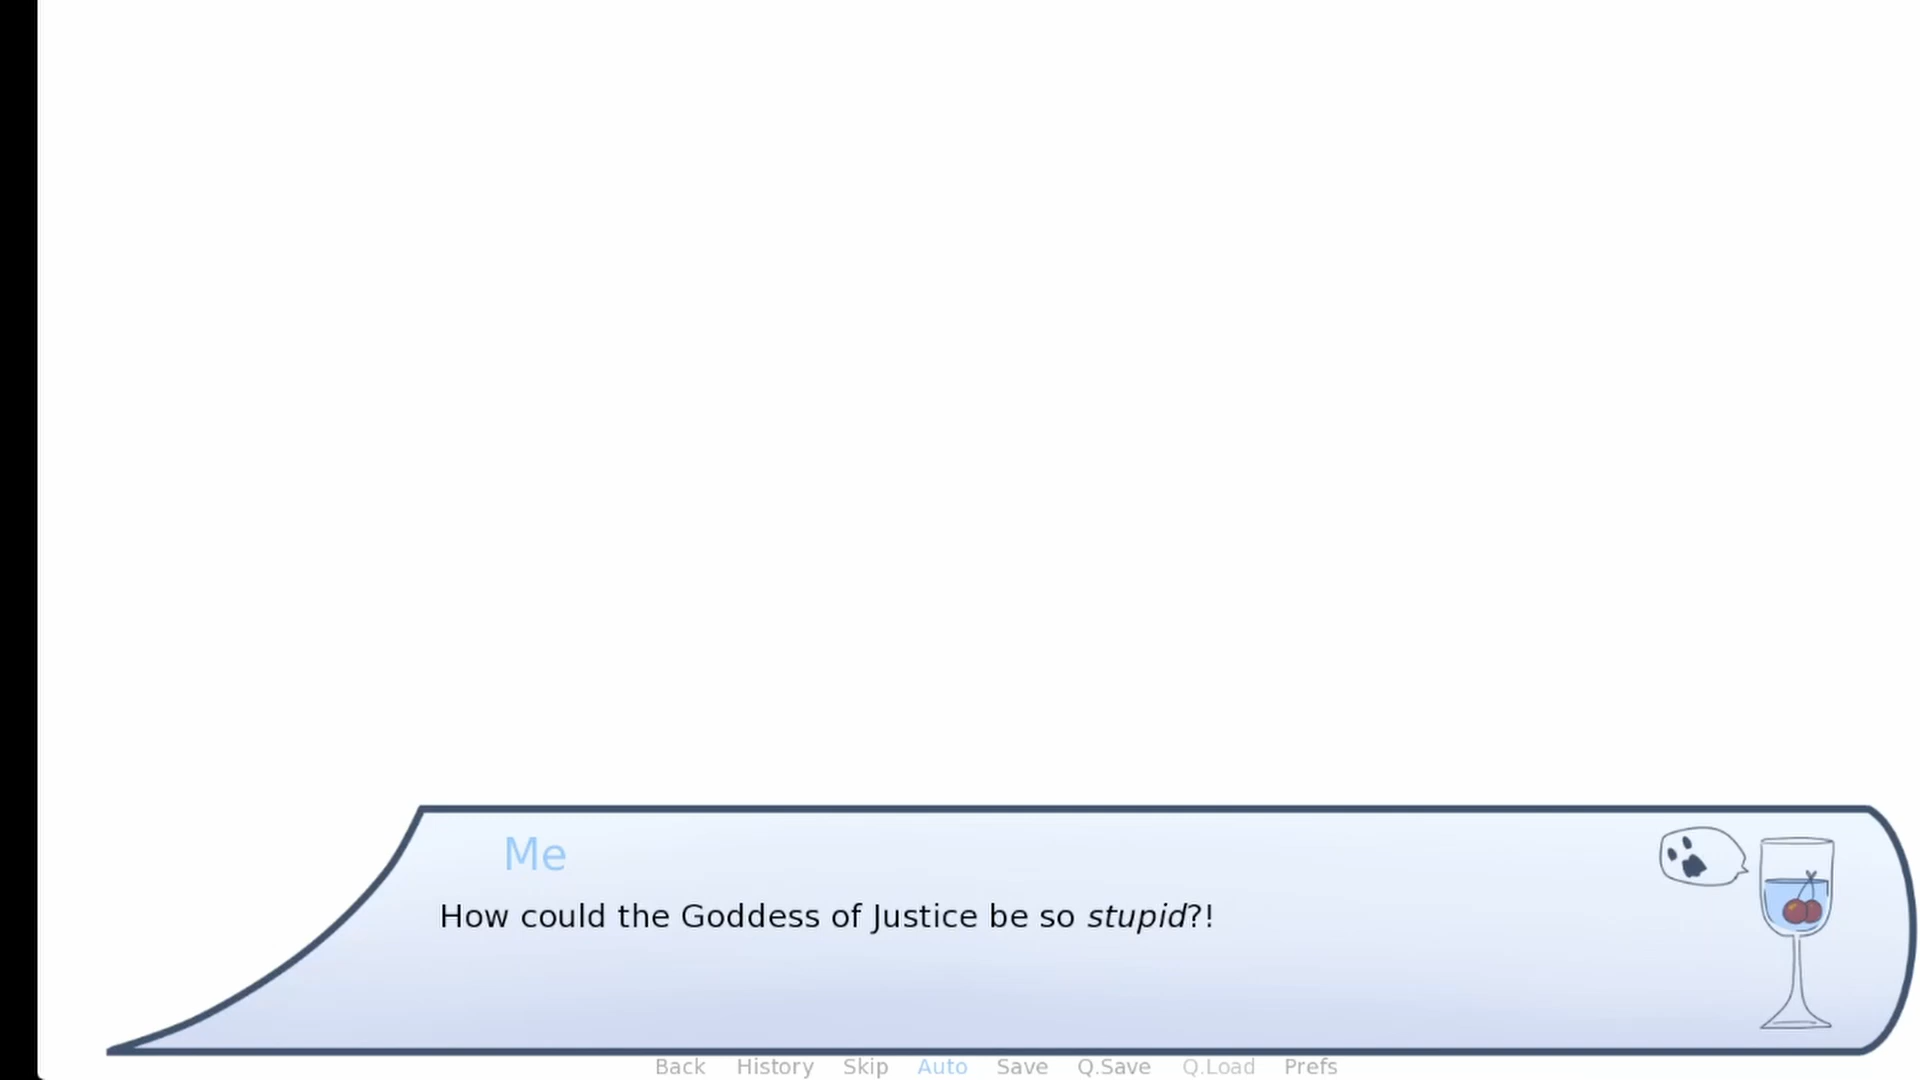 Me
How could the Goddess of Justice be so stupid?!
Back History Skip Auto Save Q.Save Q.Load Prefs